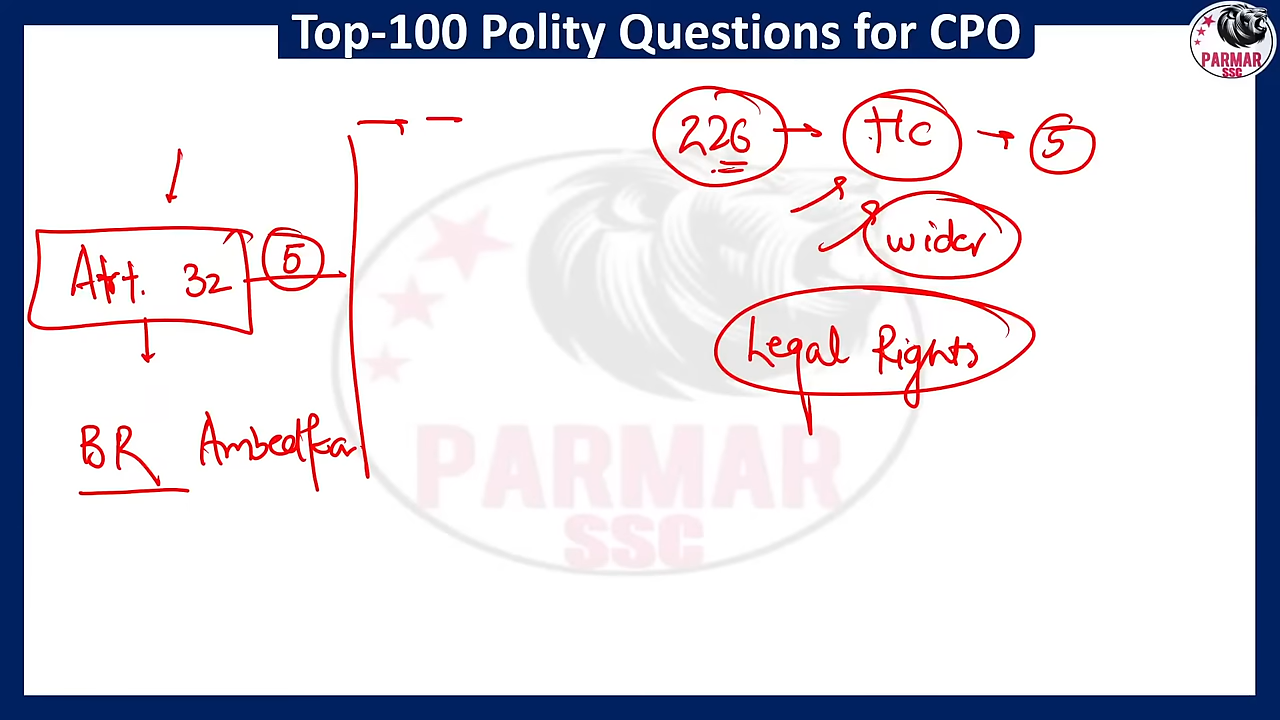 Top-100 Polity Questions for CPO
PARMAR
SSC
226 → HC → 5
wider
Art. 32 5
Legal Rights
BR Ambedkar
PARMAR
SSC